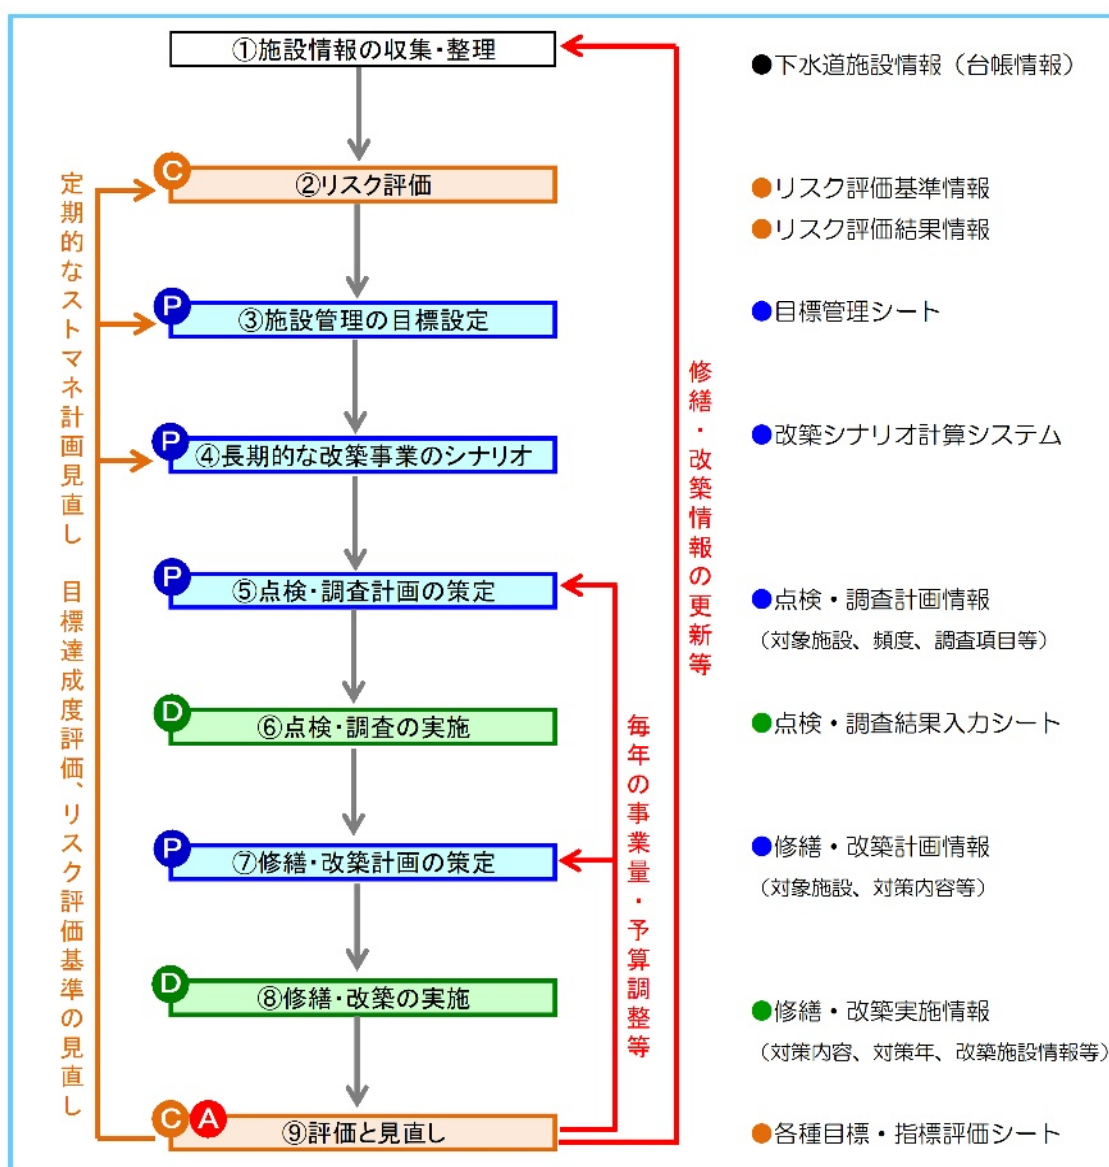 ①施設情報の収集･整理
●下水道施設情報（台帳情報）
C
②リスク評価
●リスク評価基準情報
●リスク評価結果情報
P
③施設管理の目標設定
●目標管理シート
P
④長期的な改築事業のシナリオ
●改築シナリオ計算システム
P
⑤点検･調査計画の策定
●点検・調査計画情報
（対象施設、頻度、調査項目等）
D
⑥点検･調査の実施
●点検・調査結果入力シート
P
⑦修繕･改築計画の策定
●修繕・改築計画情報
（対象施設、対策内容等）
D
⑧修繕･改築の実施
●修繕・改築実施情報
（対策内容、対策年、改築施設情報等）
C A
⑨評価と見直し
●各種目標・指標評価シート
定期的なストマネ計画見直し　目標達成度評価、リスク評価基準の見直し
毎年の事業量・予算調整等
修繕・改築情報の更新等